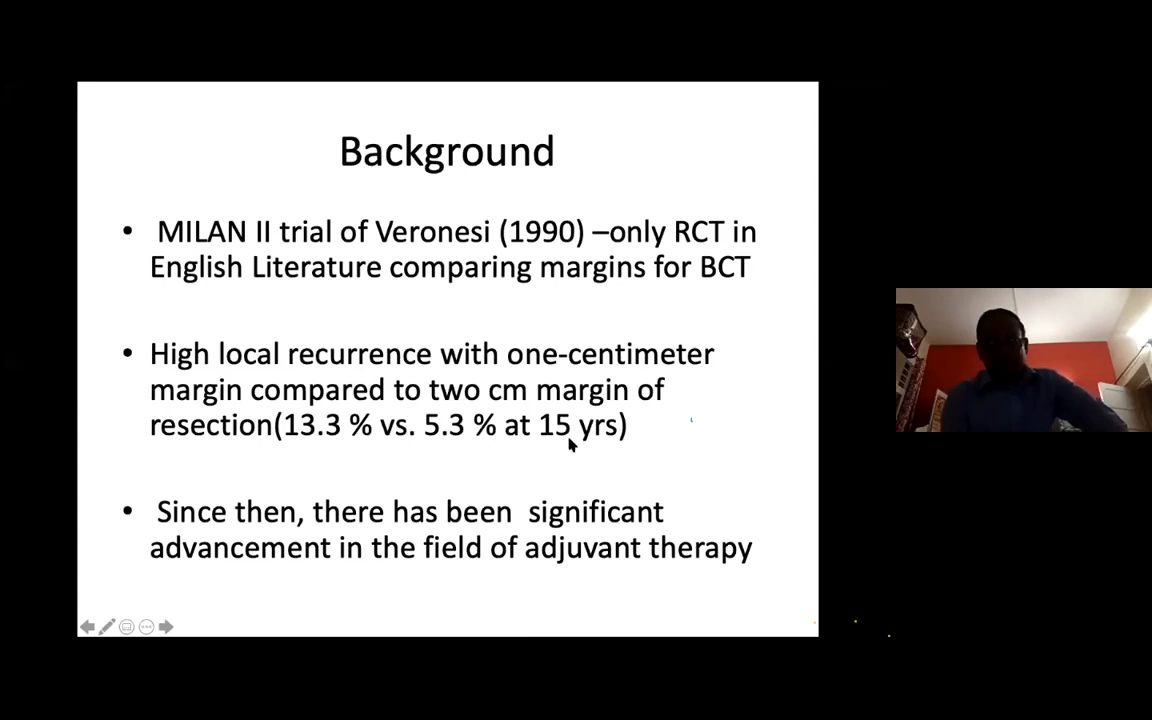 Background
• MILAN II trial of Veronesi (1990) –only RCT in
English Literature comparing margins for BCT
• High local recurrence with one-centimeter
margin compared to two cm margin of
resection(13.3 % vs. 5.3 % at 15 yrs)
• Since then, there has been  significant
advancement in the field of adjuvant therapy